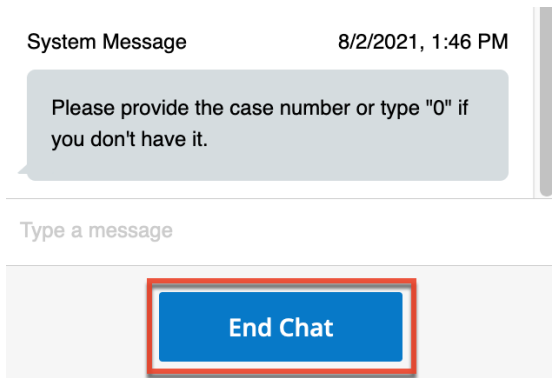 System Message 8/2/2021, 1:46 PM
Please provide the case number or type "0" if
you don't have it.
Type a message
End Chat